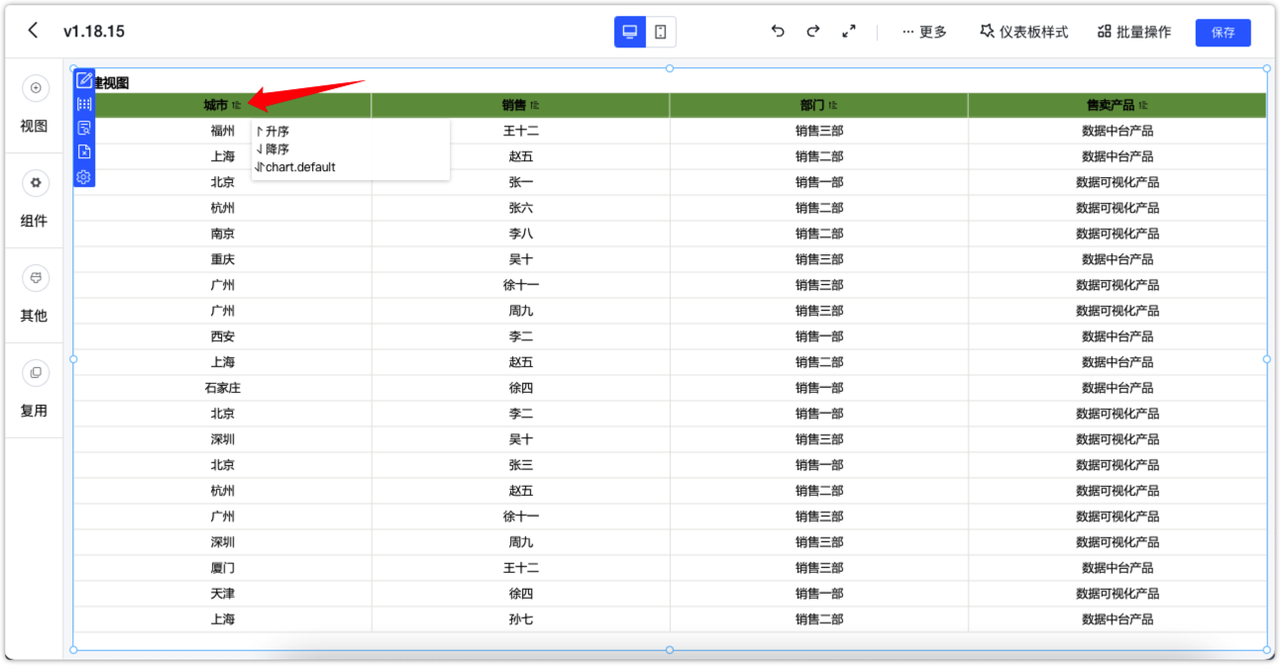 v1.18.15
更多
仪表板样式
批量操作
保存
视图
组件
其他
复用
建视图
城市 销售 部门 售卖产品
升序
降序
chart.default
福州 王十二 销售三部 数据中台产品
上海 赵五 销售二部 数据中台产品
北京 张一 销售一部 数据可视化产品
杭州 张六 销售二部 数据可视化产品
南京 李八 销售二部 数据可视化产品
重庆 吴十 销售三部 数据中台产品
广州 徐十一 销售三部 数据可视化产品
广州 周九 销售三部 数据可视化产品
西安 李二 销售一部 数据中台产品
上海 赵五 销售二部 数据中台产品
石家庄 徐四 销售一部 数据中台产品
北京 李二 销售一部 数据可视化产品
深圳 吴十 销售三部 数据可视化产品
北京 张三 销售一部 数据可视化产品
杭州 赵五 销售二部 数据可视化产品
广州 徐十一 销售三部 数据可视化产品
深圳 周九 销售三部 数据可视化产品
厦门 王十二 销售三部 数据中台产品
天津 徐四 销售一部 数据可视化产品
上海 孙七 销售二部 数据中台产品